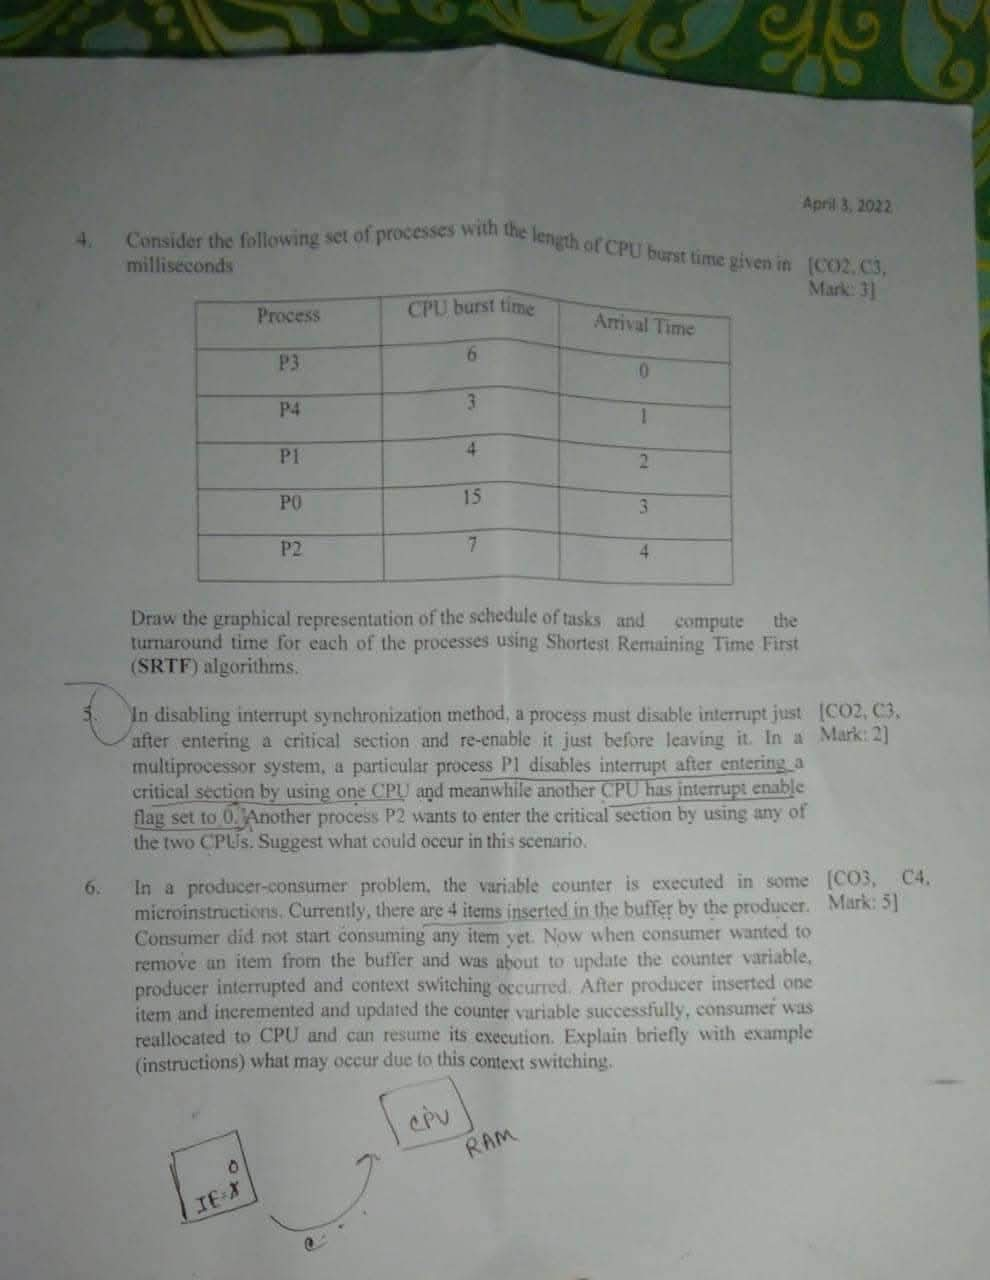 April 3, 2022
4. Consider the following set of processes with the length of CPU burst time given in [CO2, C3,
milliseconds Mark: 3]
Process CPU burst time Arrival Time
P3 6 0
P4 3 1
P1 4 2
P0 15 3
P2 7 4
Draw the graphical representation of the schedule of tasks and compute the
turnaround time for each of the processes using Shortest Remaining Time First
(SRTF) algorithms.
5. In disabling interrupt synchronization method, a process must disable interrupt just [CO2, C3,
after entering a critical section and re-enable it just before leaving it. In a Mark: 2]
multiprocessor system, a particular process P1 disables interrupt after entering a
critical section by using one CPU and meanwhile another CPU has interrupt enable
flag set to 0. Another process P2 wants to enter the critical section by using any of
the two CPUs. Suggest what could occur in this scenario.
6. In a producer-consumer problem, the variable counter is executed in some [CO3, C4,
microinstructions. Currently, there are 4 items inserted in the buffer by the producer. Mark: 5]
Consumer did not start consuming any item yet. Now when consumer wanted to
remove an item from the buffer and was about to update the counter variable,
producer interrupted and context switching occurred. After producer inserted one
item and incremented and updated the counter variable successfully, consumer was
reallocated to CPU and can resume its execution. Explain briefly with example
(instructions) what may occur due to this context switching.
CPU
RAM
0
IE=